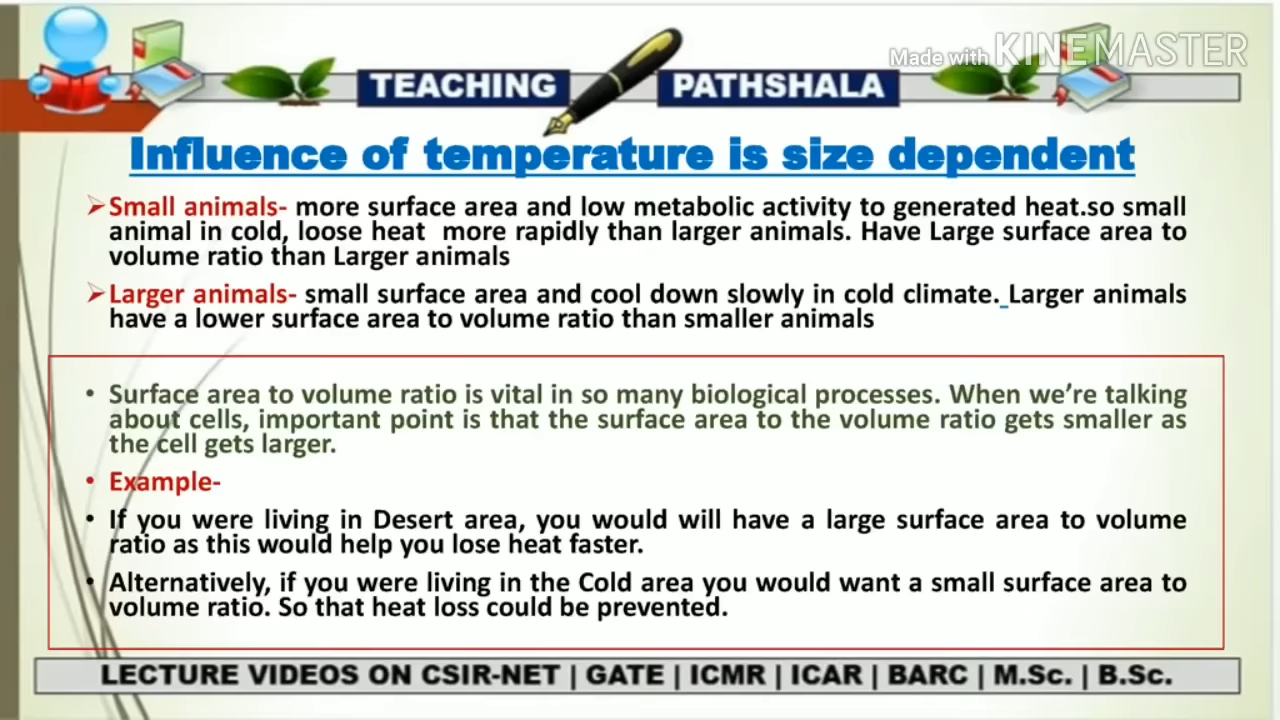 Made with KINEMASTER
TEACHING PATHSHALA
Influence of temperature is size dependent
Small animals- more surface area and low metabolic activity to generated heat.so small
animal in cold, loose heat more rapidly than larger animals. Have Large surface area to
volume ratio than Larger animals
Larger animals- small surface area and cool down slowly in cold climate. Larger animals
have a lower surface area to volume ratio than smaller animals
• Surface area to volume ratio is vital in so many biological processes. When we’re talking
about cells, important point is that the surface area to the volume ratio gets smaller as
the cell gets larger.
• Example-
• If you were living in Desert area, you would will have a large surface area to volume
ratio as this would help you lose heat faster.
• Alternatively, if you were living in the Cold area you would want a small surface area to
volume ratio. So that heat loss could be prevented.
LECTURE VIDEOS ON CSIR-NET | GATE | ICMR | ICAR | BARC | M.Sc. | B.Sc.